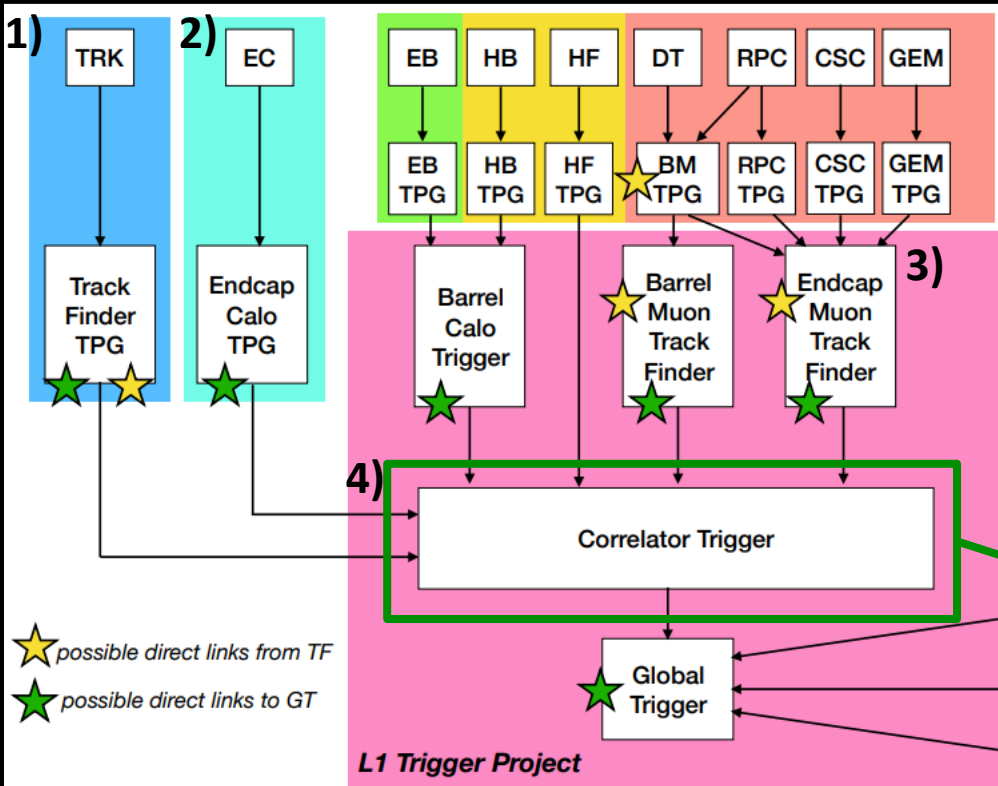 1)
2)
TRK
EC
EB
HB
HF
DT
RPC
CSC
GEM
EB
TPG
HB
TPG
HF
TPG
BM
TPG
RPC
TPG
CSC
TPG
GEM
TPG
3)
Track
Finder
TPG
Endcap
Calo
TPG
Barrel
Calo
Trigger
Barrel
Muon
Track
Finder
Endcap
Muon
Track
Finder
4)
Correlator Trigger
possible direct links from TF
possible direct links to GT
Global
Trigger
L1 Trigger Project